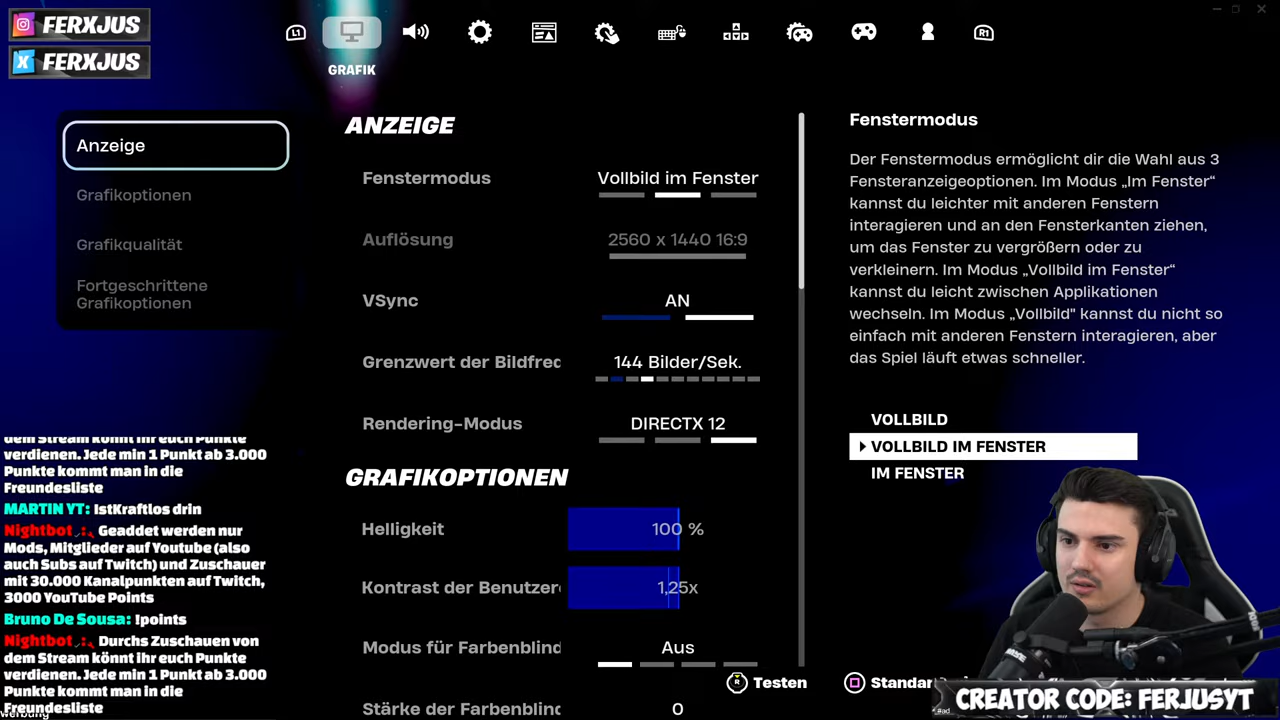 FERXJUS
FERXJUS
L1
R1
GRAFIK
Anzeige
Grafikoptionen
Grafikqualität
Fortgeschrittene
Grafikoptionen
ANZEIGE
Fenstermodus
Vollbild im Fenster
Auflösung
2560 x 1440 16:9
VSync
AN
Grenzwert der Bildfrec
144 Bilder/Sek.
Rendering-Modus
DIRECTX 12
GRAFIKOPTIONEN
Helligkeit
100 %
Kontrast der Benutzer
1,25x
Modus für Farbenblind
Aus
Stärke der Farbenblind
0
Fenstermodus
Der Fenstermodus ermöglicht dir die Wahl aus 3
Fensteranzeigeoptionen. Im Modus „Im Fenster“
kannst du leichter mit anderen Fenstern
interagieren und an den Fensterkanten ziehen,
um das Fenster zu vergrößern oder zu
verkleinern. Im Modus „Vollbild im Fenster“
kannst du leicht zwischen Applikationen
wechseln. Im Modus „Vollbild" kannst du nicht so
einfach mit anderen Fenstern interagieren, aber
das Spiel läuft etwas schneller.
VOLLBILD
VOLLBILD IM FENSTER
IM FENSTER
dem Stream könnt ihr euch Punkte
verdienen. Jede min 1 Punkt ab 3.000
Punkte kommt man in die
Freundesliste
MARTIN YT: IstKraftlos drin
Nightbot: Geaddet werden nur
Mods, Mitglieder auf Youtube (also
auch Subs auf Twitch) und Zuschauer
mit 30.000 Kanalpunkten auf Twitch,
3000 YouTube Points
Bruno De Sousa: !points
Nightbot: Durchs Zuschauen von
dem Stream könnt ihr euch Punkte
verdienen. Jede min 1 Punkt ab 3.000
Punkte kommt man in die
Freundesliste
werbung
R Testen
Standar
#ad
CREATOR CODE: FERJUSYT